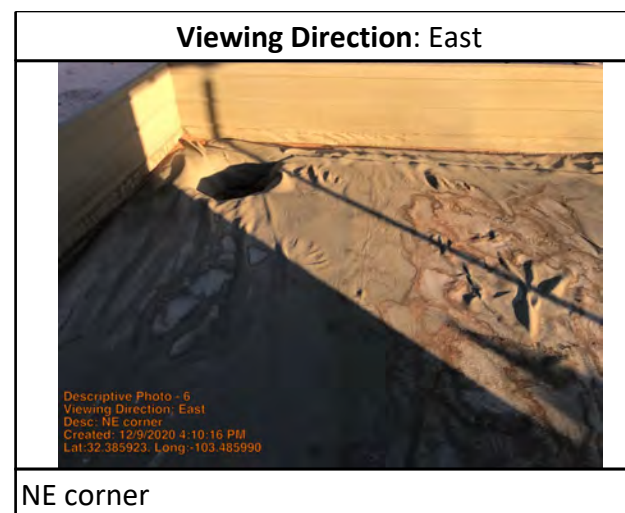 Viewing Direction: East
Descriptive Photo - 6
Viewing Direction: East
Desc: NE corner
Created: 12/9/2020 4:10:16 PM
Lat:32.385923, Long:-103.485990
NE corner